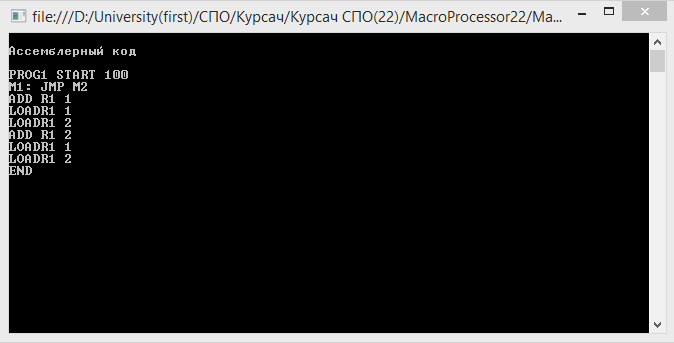 file:///D:/University(first)/СПО/Курсач/Курсач СПО(22)/MacroProcessor22/Ma...
Ассемблерный код
PROG1 START 100
M1: JMP M2
ADD R1 1
LOADR1 1
LOADR1 2
ADD R1 2
LOADR1 1
LOADR1 2
END